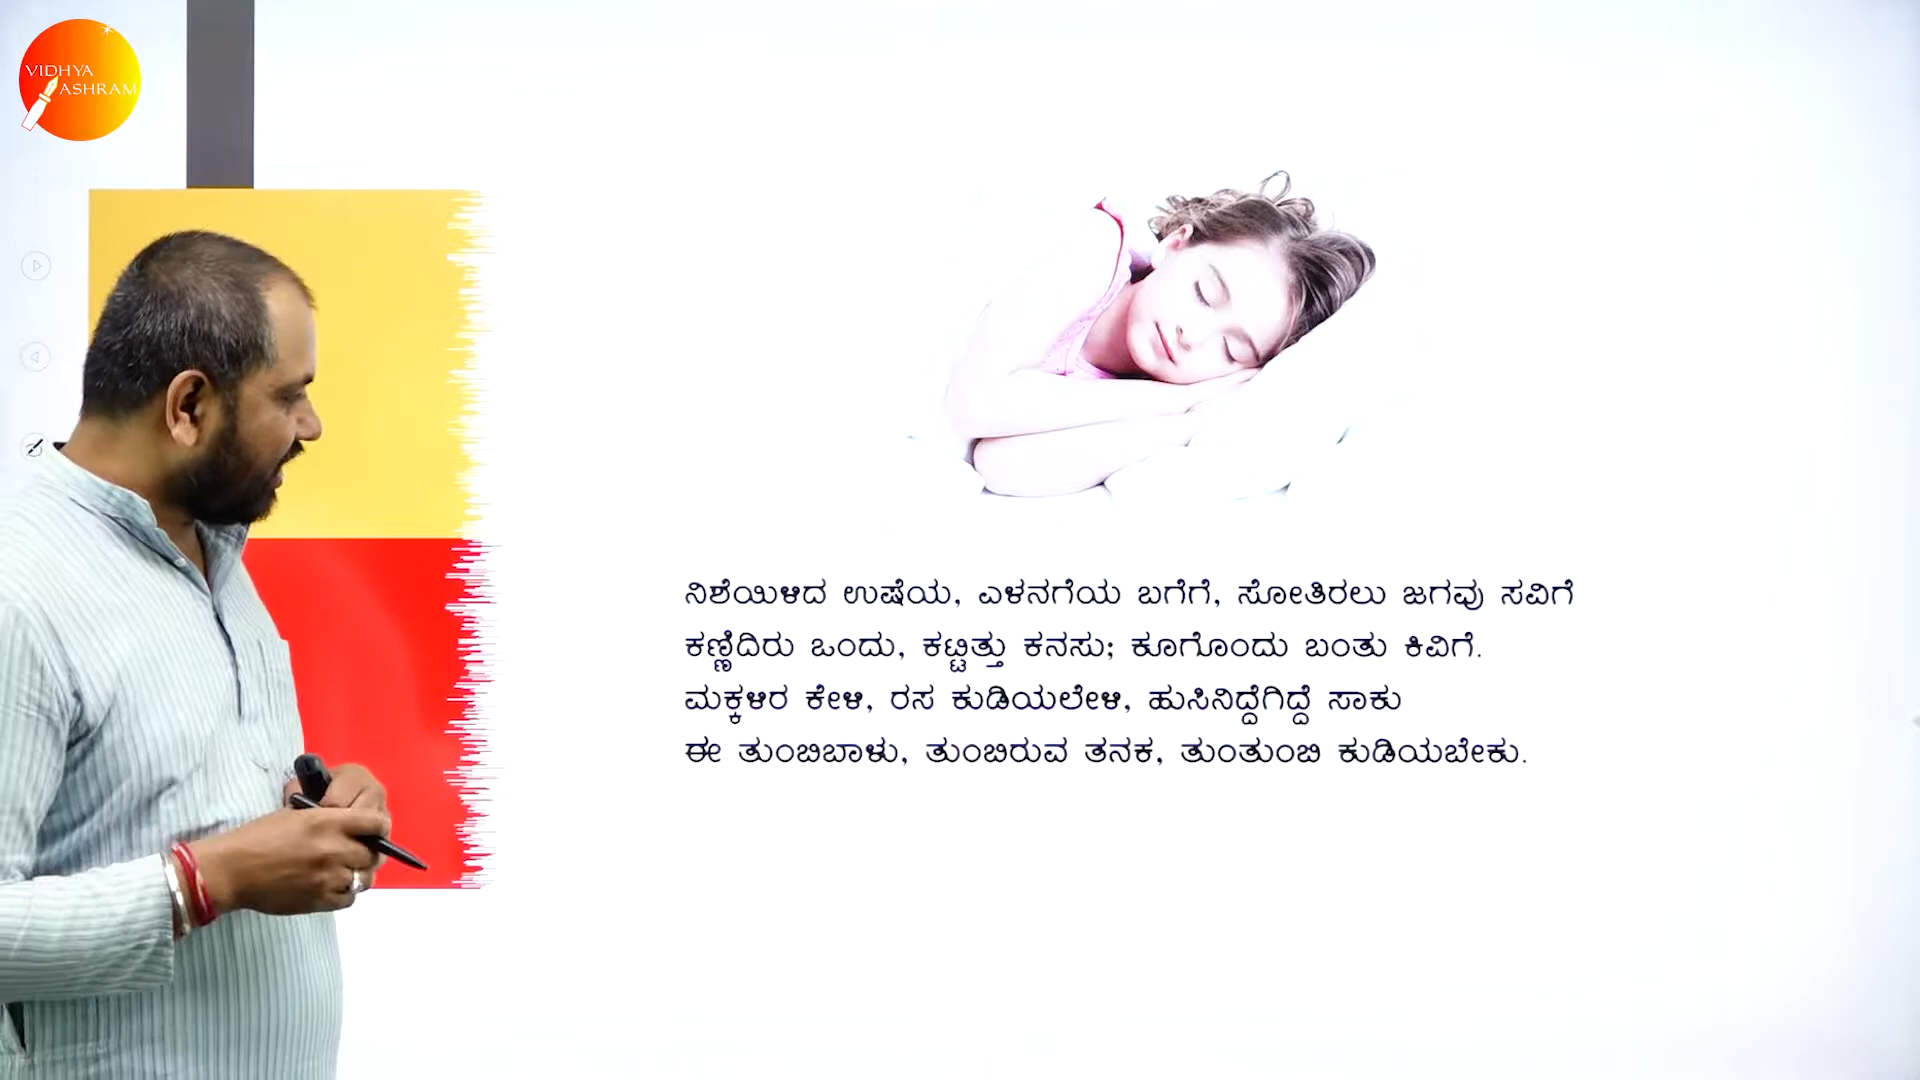 VIDHYA
ASHRAM
ನಿಶೆಯಿಳಿದ ಉಷೆಯ, ಎಳನಗೆಯ ಬಗೆಗೆ, ಸೋತಿರಲು ಜಗವು ಸವಿಗೆ
ಕಣ್ಣಿದಿರು ಒಂದು, ಕಟ್ಟಿತ್ತು ಕನಸು; ಕೂಗೊಂದು ಬಂತು ಕಿವಿಗೆ.
ಮಕ್ಕಳಿರ ಕೇಳಿ, ರಸ ಕುಡಿಯಲೇಳಿ, ಹುಸಿನಿದ್ದೆಗಿದ್ದೆ ಸಾಕು
ಈ ತುಂಬಿಬಾಳು, ತುಂಬಿರುವ ತನಕ, ತುಂತುಂಬಿ ಕುಡಿಯಬೇಕು.